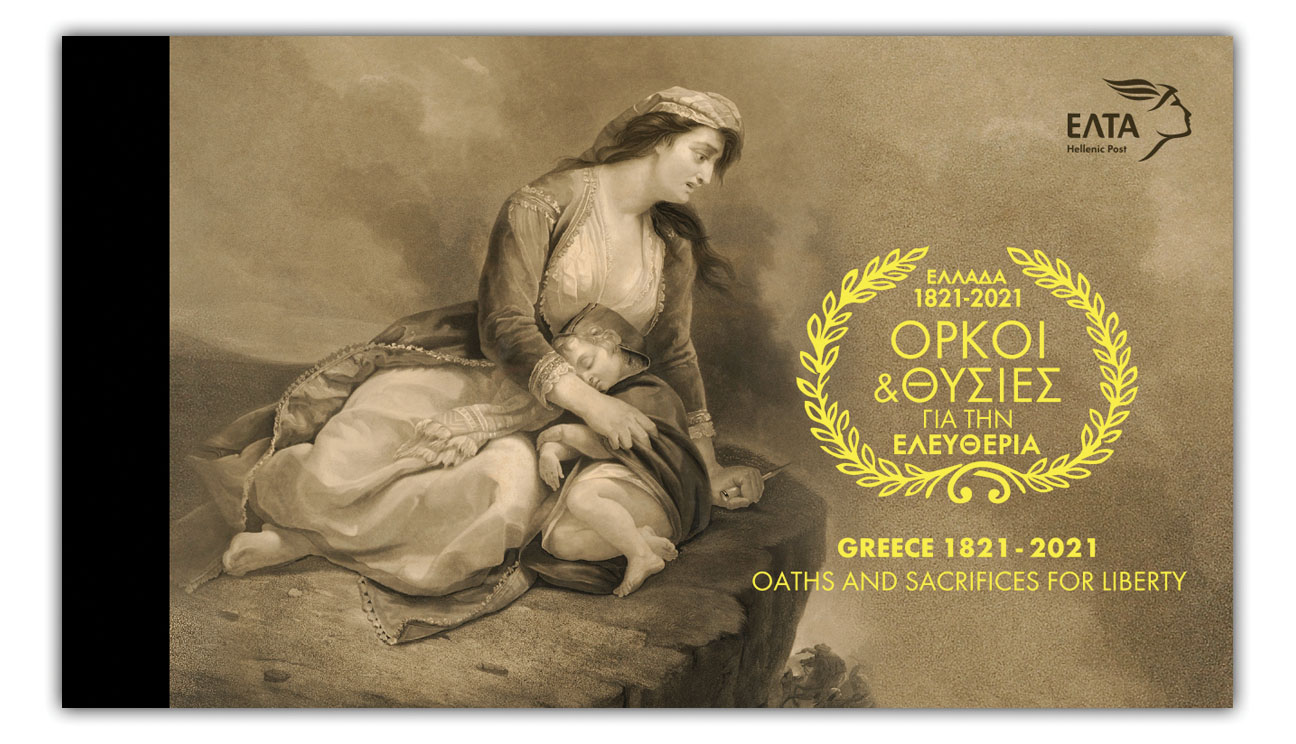 ΕΛΤΑ
Hellenic Post
ΕΛΛΑΔΑ
1821-2021
ΟΡΚΟΙ
&ΘΥΣΙΕΣ
ΓΙΑ ΤΗΝ
ΕΛΕΥΘΕΡΙΑ
GREECE 1821 - 2021
OATHS AND SACRIFICES FOR LIBERTY